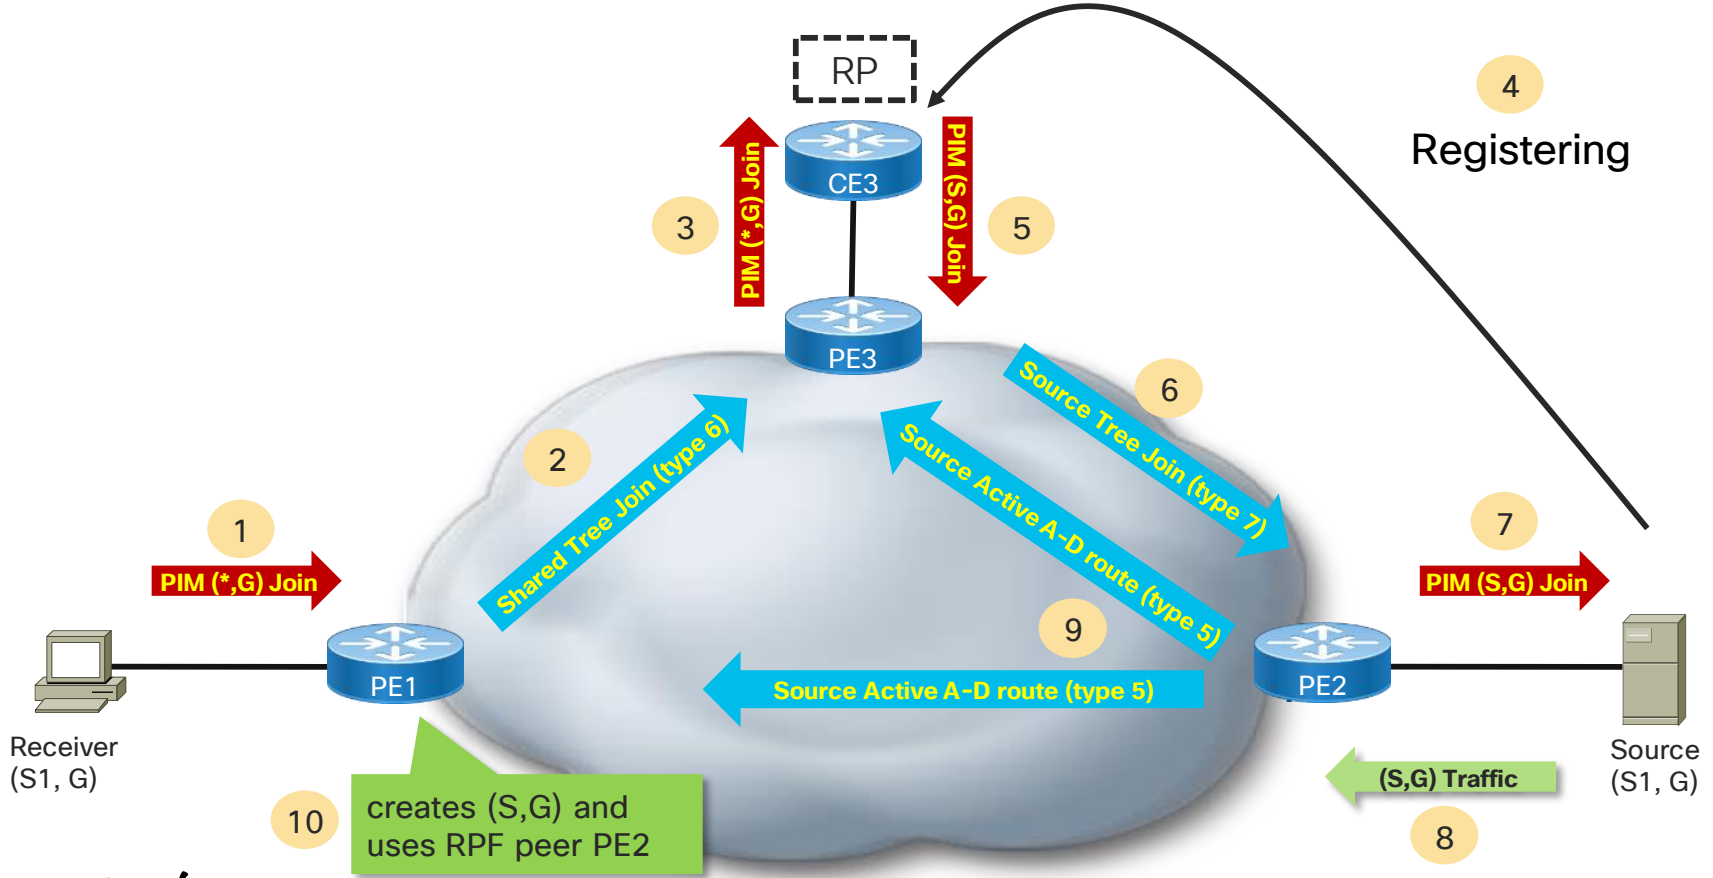 RP
4
Registering
CE3
PIM (*,G) Join
PIM (S,G) Join
3
5
PE3
6
Source Tree Join (type 7)
2
Shared Tree Join (type 6)
Source Active A-D route (type 5)
1
PIM (*,G) Join
7
PIM (S,G) Join
9
PE1
Source Active A-D route (type 5)
PE2
Receiver
(S1, G)
Source
(S1, G)
(S,G) Traffic
8
10
creates (S,G) and
uses RPF peer PE2